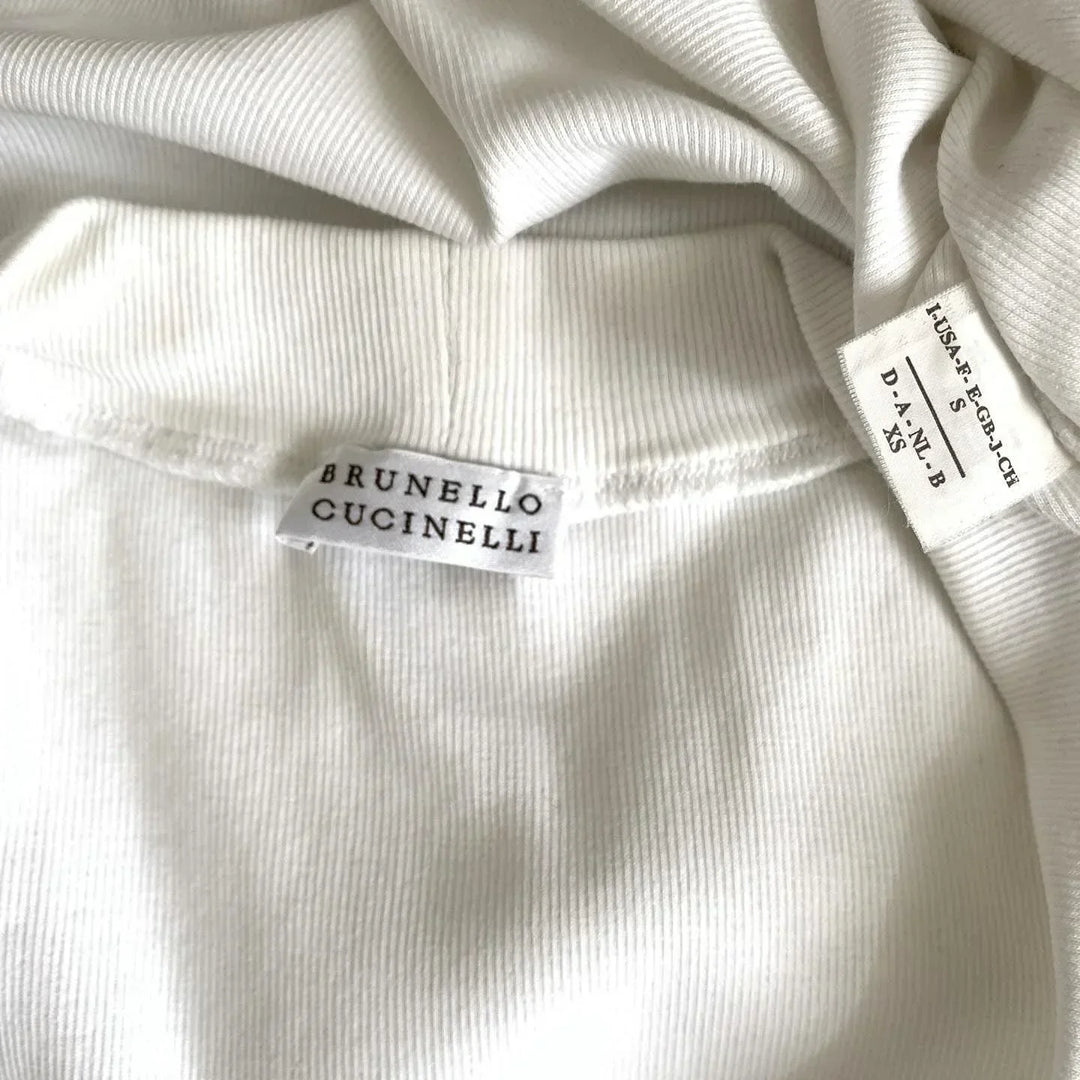 BRUNELLO
CUCINELLI
I-USA-F-E-GB-J-CH
S
D-A-NL-B
XS